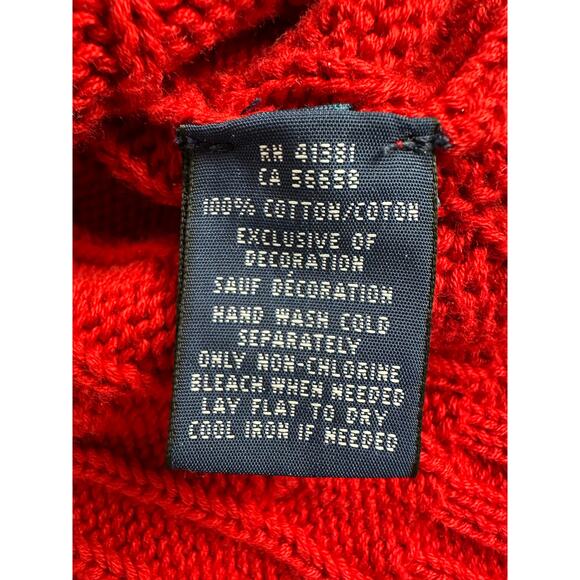 RN 41381
CA 56658
100% COTTON/COTON
EXCLUSIVE OF
DECORATION
SAUF DÉCORATION
HAND WASH COLD
SEPARATELY
ONLY NON-CHLORINE
BLEACH WHEN NEEDED
LAY FLAT TO DRY
COOL IRON IF NEEDED